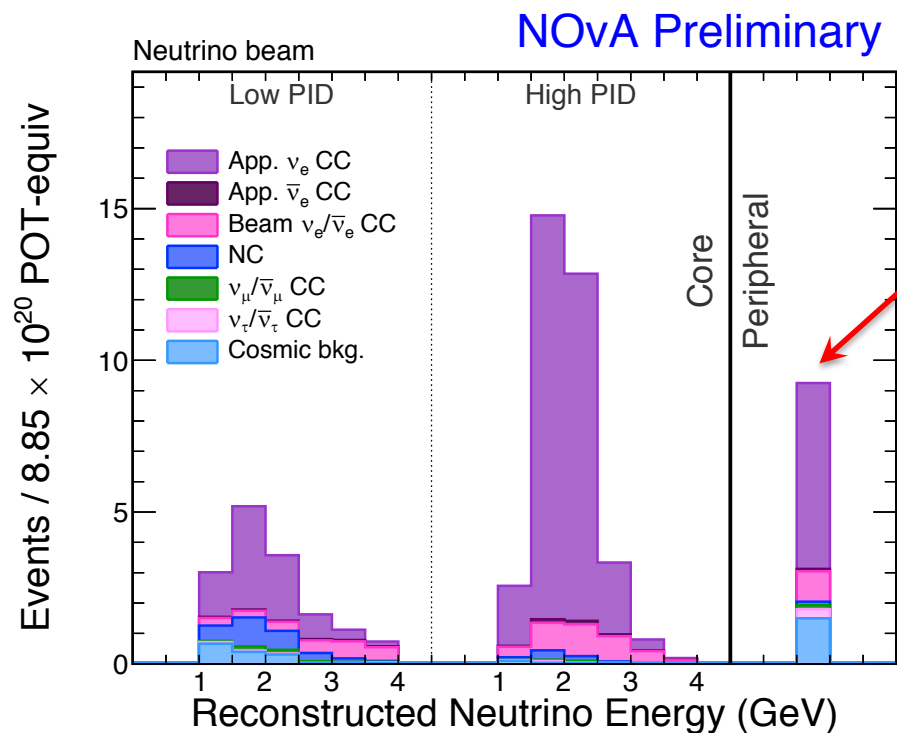 NOvA Preliminary
Neutrino beam
Low PID
High PID
App. νe CC
App. ν̅e CC
Beam νe/ν̅e CC
NC
νμ/ν̅μ CC
ντ/ν̅τ CC
Cosmic bkg.
Core
Peripheral
Events / 8.85 × 10²⁰ POT-equiv
15
10
5
0
1 2 3 4 1 2 3 4
Reconstructed Neutrino Energy (GeV)